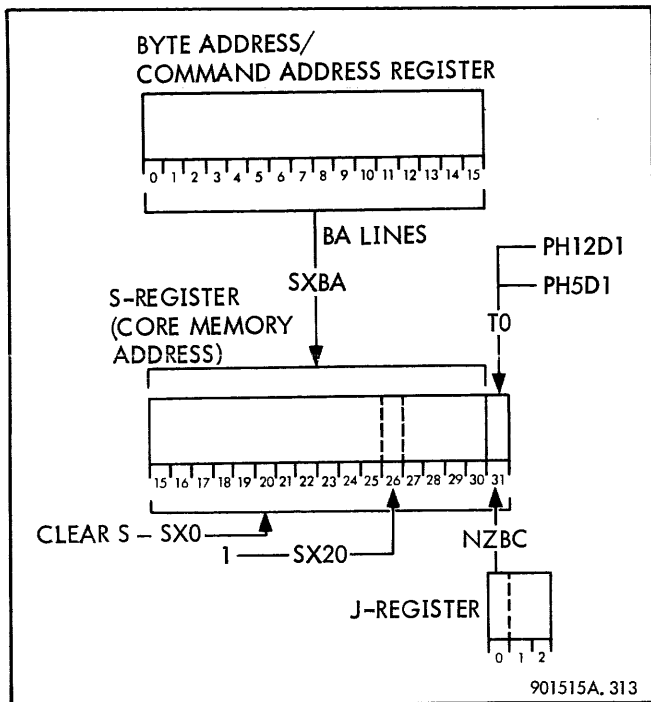 BYTE ADDRESS/
COMMAND ADDRESS REGISTER
0 1 2 3 4 5 6 7 8 9 10 11 12 13 14 15
BA LINES
SXBA
PH12D1
PH5D1
T0
S-REGISTER
(CORE MEMORY
ADDRESS)
15 16 17 18 19 20 21 22 23 24 25 26 27 28 29 30 31
CLEAR S - SX0
1 SX20
NZBC
J-REGISTER
0 1 2
901515A. 313